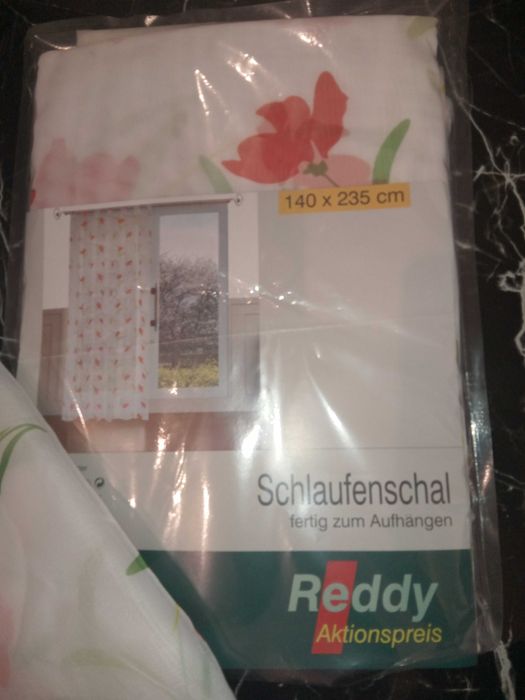 140 x 235 cm
Schlaufenschal
fertig zum Aufhängen
Reddy
Aktionspreis